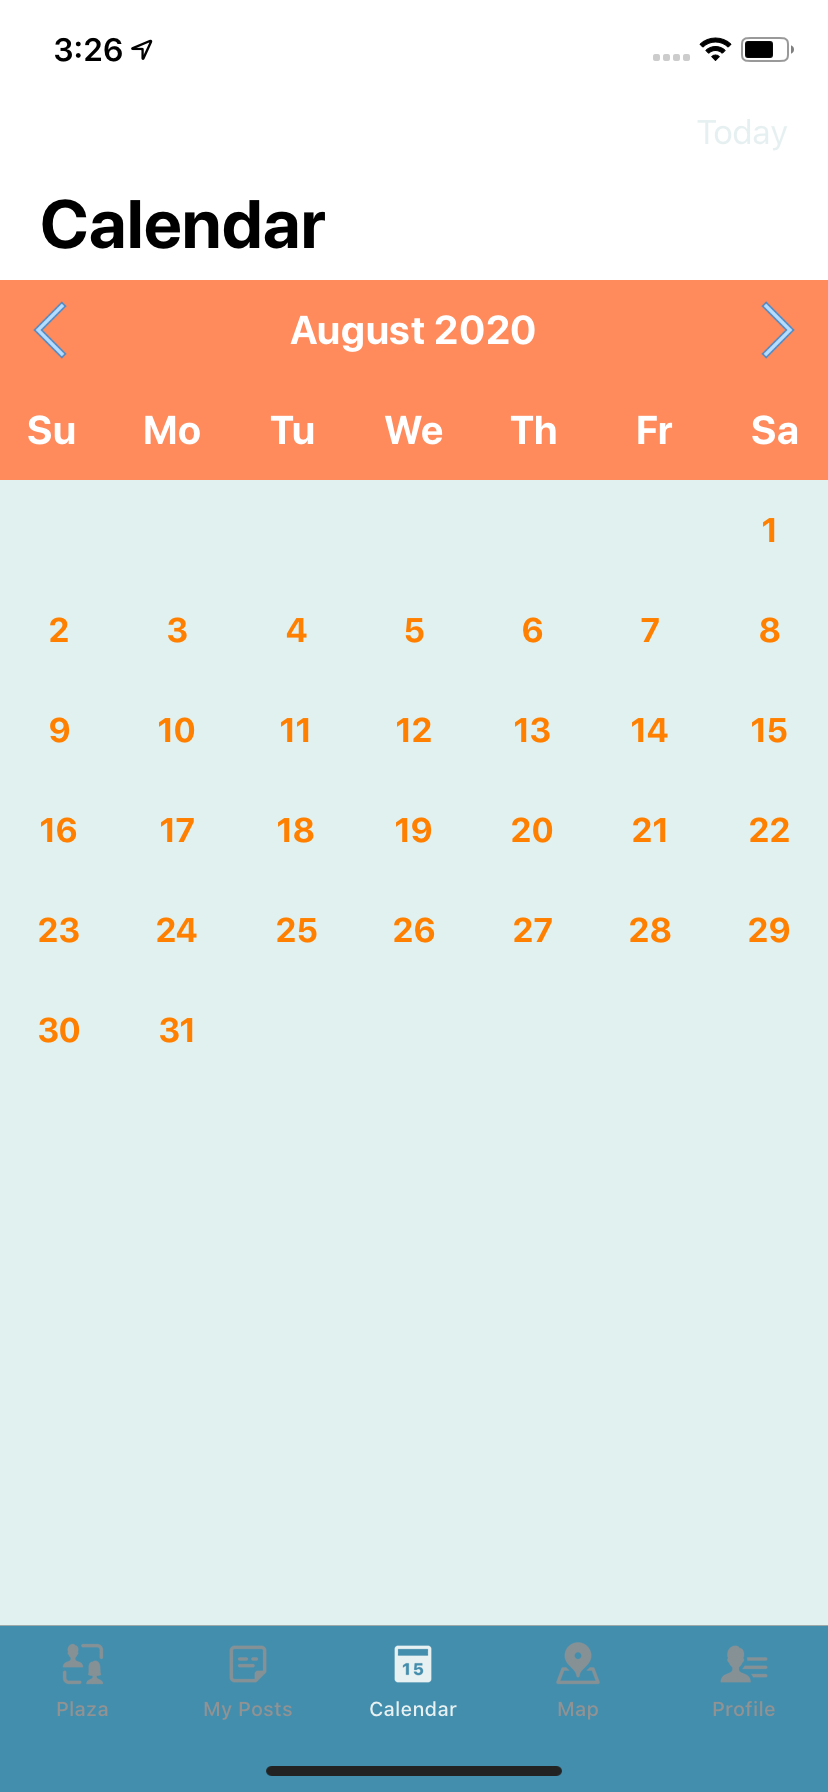 3:26
Today
Calendar
August 2020
Su Mo Tu We Th Fr Sa
1
2 3 4 5 6 7 8
9 10 11 12 13 14 15
16 17 18 19 20 21 22
23 24 25 26 27 28 29
30 31
15
Plaza My Posts Calendar Map Profile